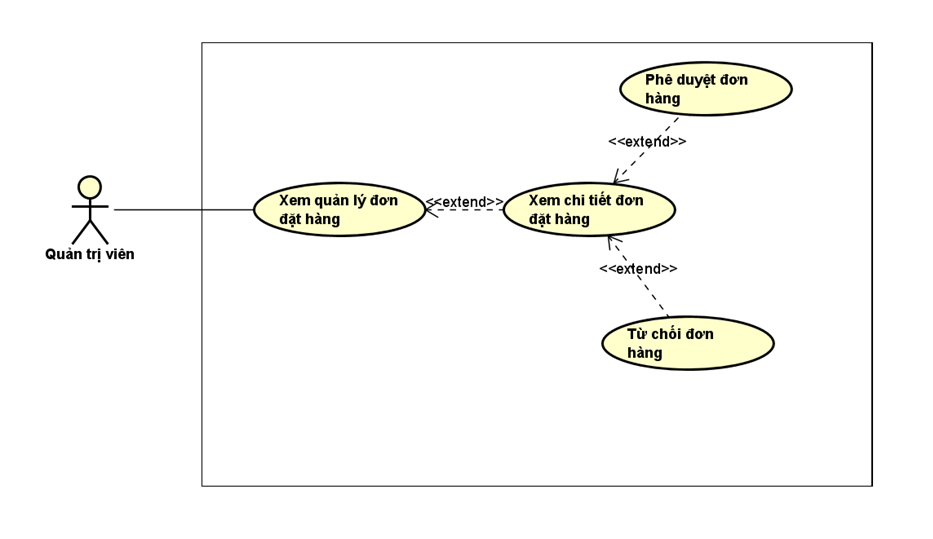 Phê duyệt đơn
hàng
<<extend>>
Xem quản lý đơn
đặt hàng
<<extend>>
Xem chi tiết đơn
đặt hàng
Quản trị viên
<<extend>>
Từ chối đơn
hàng